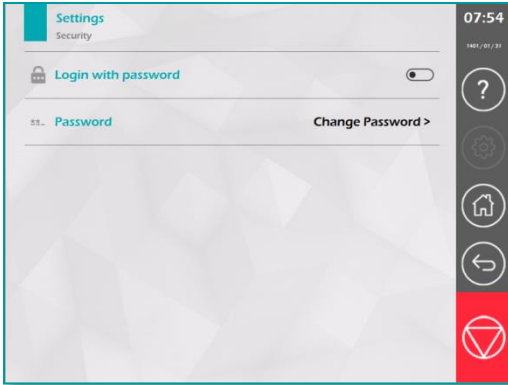 Settings
Security
07:54
1401/01/31
Login with password
?
Password
Change Password >